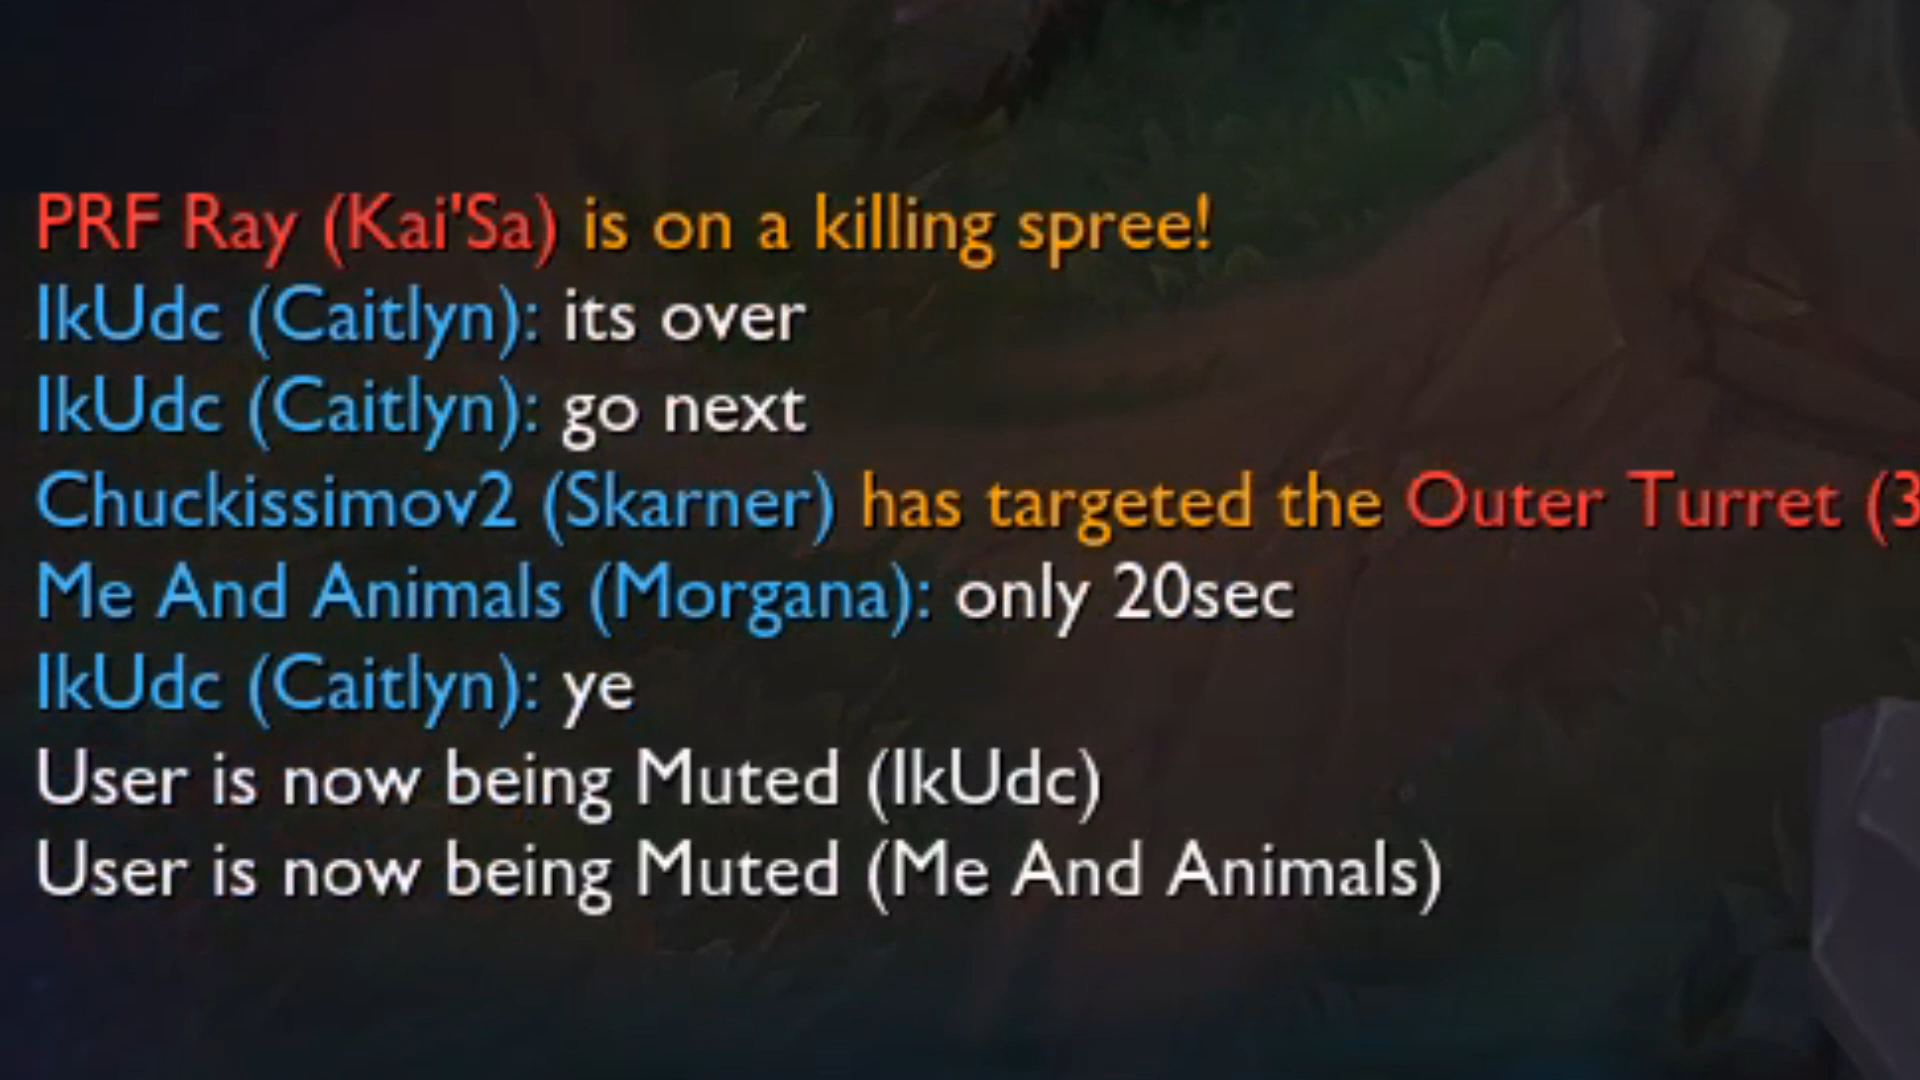 PRF Ray (Kai'Sa) is on a killing spree!
IkUdc (Caitlyn): its over
IkUdc (Caitlyn): go next
Chuckissimov2 (Skarner) has targeted the Outer Turret (3
Me And Animals (Morgana): only 20sec
IkUdc (Caitlyn): ye
User is now being Muted (IkUdc)
User is now being Muted (Me And Animals)